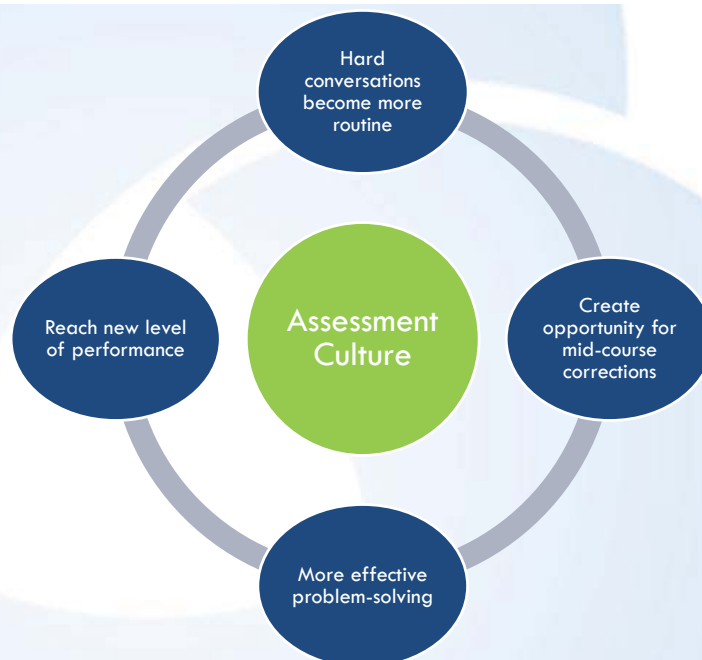 Hard
conversations
become more
routine
Create
opportunity for
mid-course
corrections
More effective
problem-solving
Reach new level
of performance
Assessment
Culture